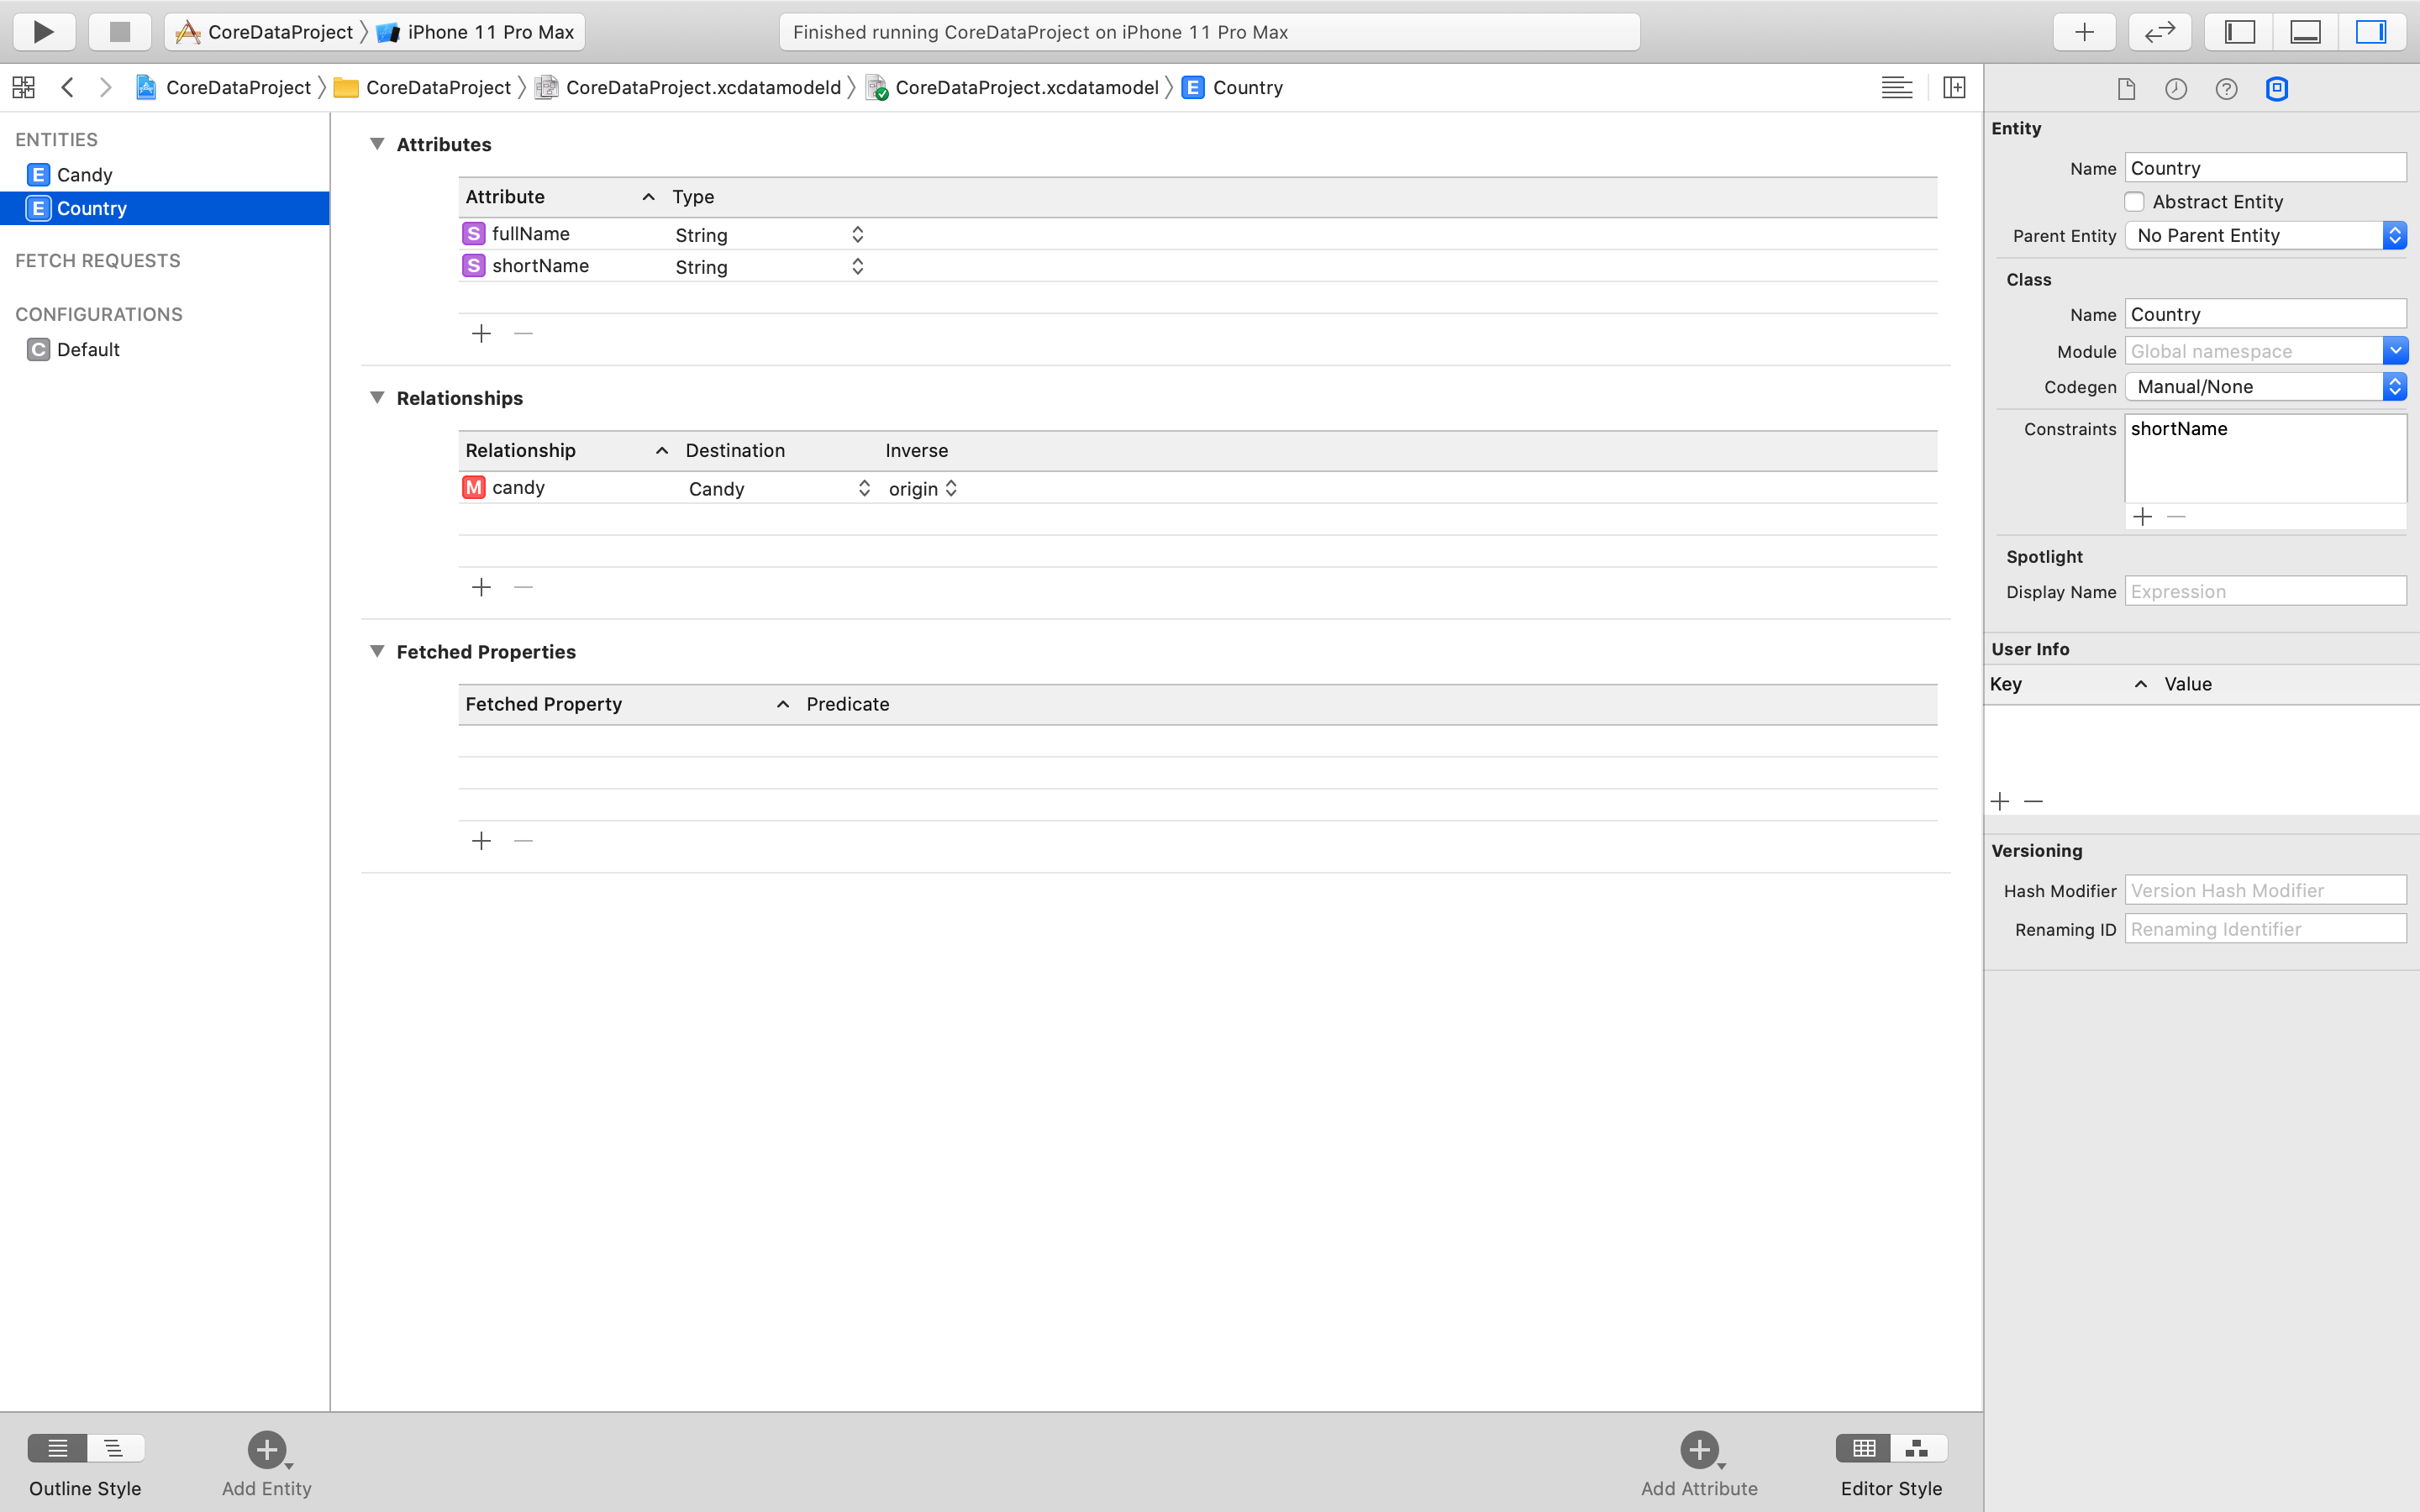 CoreDataProject iPhone 11 Pro Max
Finished running CoreDataProject on iPhone 11 Pro Max
CoreDataProject CoreDataProject CoreDataProject.xcdatamodeld CoreDataProject.xcdatamodel E Country
ENTITIES
E Candy
E Country
FETCH REQUESTS
CONFIGURATIONS
C Default
Attributes
Attribute Type
S fullName String
S shortName String
Relationships
Relationship Destination Inverse
M candy Candy origin
Fetched Properties
Fetched Property Predicate
Entity
Name Country
Abstract Entity
Parent Entity No Parent Entity
Class
Name Country
Module Global namespace
Codegen Manual/None
Constraints shortName
Spotlight
Display Name Expression
User Info
Key Value
Versioning
Hash Modifier Version Hash Modifier
Renaming ID Renaming Identifier
Outline Style Add Entity Add Attribute Editor Style